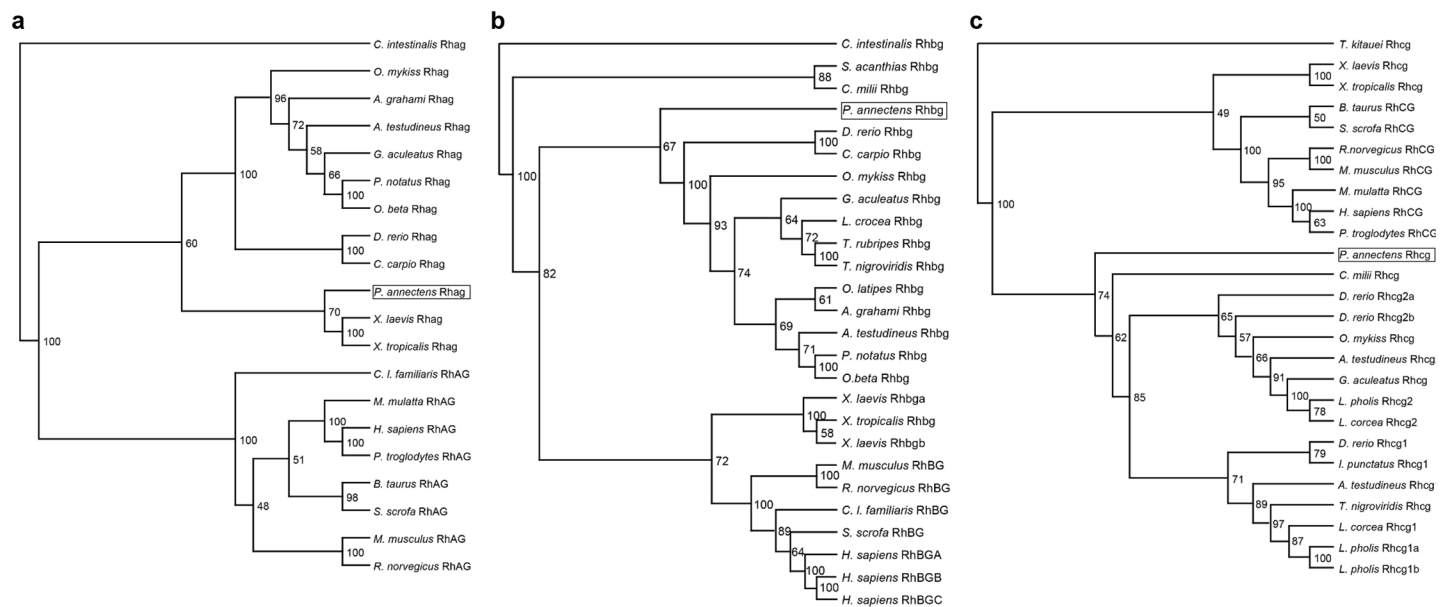 a
C. intestinalis Rhag
O. mykiss Rhag
96
A. grahami Rhag
72
A. testudineus Rhag
58
G. aculeatus Rhag
66
P. notatus Rhag
100
O. beta Rhag
100
D. rerio Rhag
100
C. carpio Rhag
60
P. annectens Rhag
70
X. laevis Rhag
100
X. tropicalis Rhag
100
C. l. familiaris RhAG
M. mulatta RhAG
100
H. sapiens RhAG
100
P. troglodytes RhAG
100
51
B. taurus RhAG
98
S. scrofa RhAG
48
M. musculus RhAG
100
R. norvegicus RhAG
b
C. intestinalis Rhbg
S. acanthias Rhbg
88
C. milii Rhbg
P. annectens Rhbg
67
D. rerio Rhbg
100
C. carpio Rhbg
100
100
O. mykiss Rhbg
93
G. aculeatus Rhbg
64
L. crocea Rhbg
72
T. rubripes Rhbg
100
T. nigroviridis Rhbg
74
82
O. latipes Rhbg
61
A. grahami Rhbg
69
A. testudineus Rhbg
71
P. notatus Rhbg
100
O.beta Rhbg
X. laevis Rhbga
100
X. tropicalis Rhbg
58
X. laevis Rhbgb
72
M. musculus RhBG
100
R. norvegicus RhBG
100
C. l. familiaris RhBG
89
S. scrofa RhBG
64
H. sapiens RhBGA
100
H. sapiens RhBGB
100
H. sapiens RhBGC
c
T. kitauei Rhcg
X. laevis Rhcg
100
X. tropicalis Rhcg
49
B. taurus RhCG
50
S. scrofa RhCG
100
R.norvegicus RhCG
100
M. musculus RhCG
95
M. mulatta RhCG
100
H. sapiens RhCG
63
P. troglodytes RhCG
100
P. annectens Rhcg
74
C. milii Rhcg
D. rerio Rhcg2a
65
D. rerio Rhcg2b
62
57
O. mykiss Rhcg
66
A. testudineus Rhcg
91
G. aculeatus Rhcg
100
L. pholis Rhcg2
78
L. corcea Rhcg2
85
D. rerio Rhcg1
79
I. punctatus Rhcg1
71
A. testudineus Rhcg
89
T. nigroviridis Rhcg
97
L. corcea Rhcg1
87
L. pholis Rhcg1a
100
L. pholis Rhcg1b